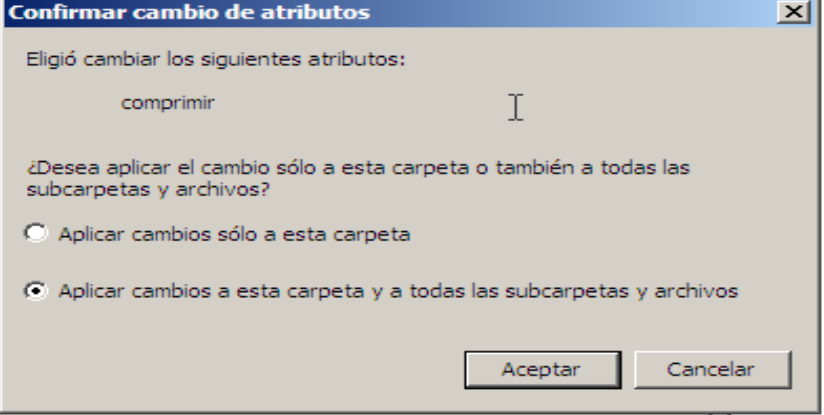 Confirmar cambio de atributos
Eligió cambiar los siguientes atributos:
comprimir
¿Desea aplicar el cambio sólo a esta carpeta o también a todas las
subcarpetas y archivos?
Aplicar cambios sólo a esta carpeta
Aplicar cambios a esta carpeta y a todas las subcarpetas y archivos
Aceptar Cancelar